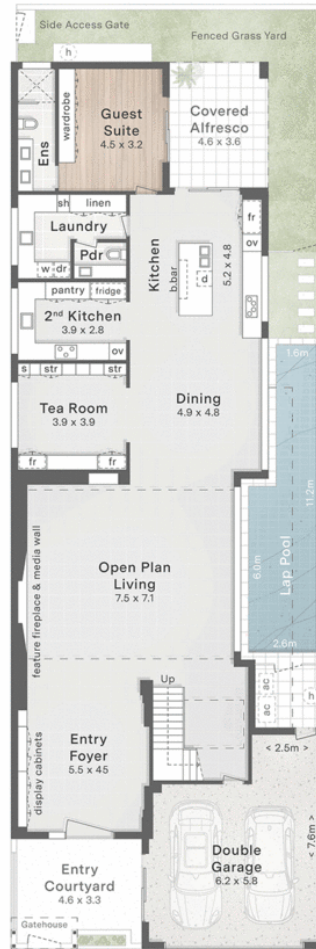 Side Access Gate
Fenced Grass Yard
h
wardrobe
Guest
Suite
4.5 x 3.2
Covered
Alfresco
4.6 x 3.6
Ens
sh
linen
Laundry
Pdr
w
dr
Kitchen
5.2 x 4.8
fr
ov
b.bar
d
pantry
fridge
2nd Kitchen
3.9 x 2.8
ov
1.6m
s
str
str
Tea Room
3.9 x 3.9
fr
fr
Dining
4.9 x 4.8
11.2m
6.0m
Lap Pool
2.6m
feature fireplace & media wall
Open Plan
Living
7.5 x 7.1
Up
ac
ac
h
display cabinets
Entry
Foyer
5.5 x 45
< 2.5m >
< 7.6m >
Double
Garage
6.2 x 5.8
Entry
Courtyard
4.6 x 3.3
Gatehouse